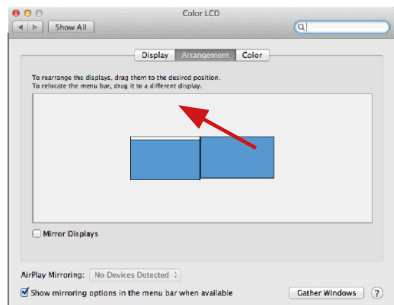 Color LCD
Show All
Display Arrangement Color
To rearrange the displays, drag them to the desired position.
To relocate the menu bar, drag it to a different display.
Mirror Displays
AirPlay Mirroring: No Devices Detected
Show mirroring options in the menu bar when available
Gather Windows ?